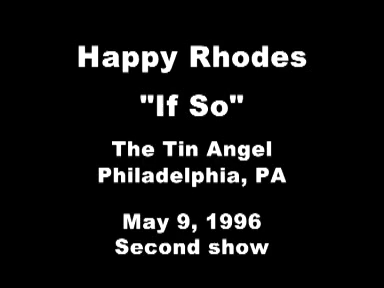 Happy Rhodes
"If So"
The Tin Angel
Philadelphia, PA
May 9, 1996
Second show